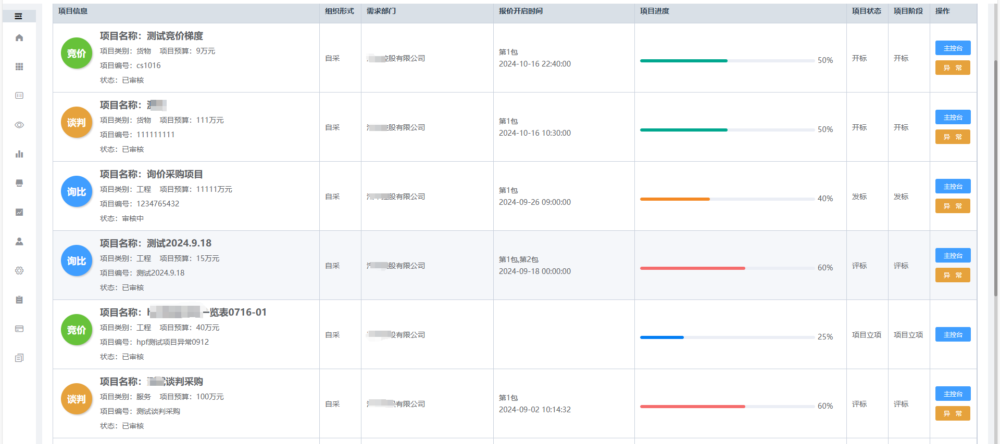 项目信息 组织形式 需求部门 报价开启时间 项目进度 项目状态 项目阶段 操作
竞价
项目名称：测试竞价梯度
项目类别：货物 项目预算：9万元
项目编号：cs1016
状态：已审核
自采
控股有限公司
第1包
2024-10-16 22:40:00
50%
开标
开标
主控台
异 常
谈判
项目名称：
项目类别：货物 项目预算：111万元
项目编号：111111111
状态：已审核
自采
股有限公司
第1包
2024-10-16 10:30:00
50%
开标
开标
主控台
异 常
询比
项目名称：询价采购项目
项目类别：工程 项目预算：11111万元
项目编号：1234765432
状态：审核中
自采
股有限公司
第1包
2024-09-26 09:00:00
40%
发标
发标
主控台
异 常
询比
项目名称：测试2024.9.18
项目类别：工程 项目预算：15万元
项目编号：测试2024.9.18
状态：已审核
自采
股有限公司
第1包,第2包
2024-09-18 00:00:00
60%
评标
评标
主控台
异 常
竞价
项目名称：h 一览表0716-01
项目类别：工程 项目预算：40万元
项目编号：hpf测试项目异常0912
状态：已审核
自采
股有限公司
25%
项目立项
项目立项
主控台
谈判
项目名称： 谈判采购
项目类别：服务 项目预算：100万元
项目编号：测试谈判采购
状态：已审核
自采
有限公司
第1包
2024-09-02 10:14:32
60%
评标
评标
主控台
异 常